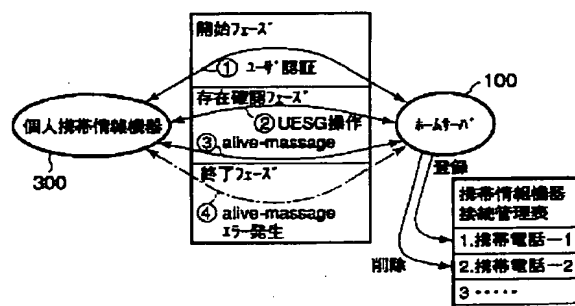 開始フェーズ
① ユーザ認証
存在確認フェーズ
② UESG操作
③ alive-massage
終了フェーズ
④ alive-massage
エラー発生
個人携帯情報機器
300
100
ホームサーバ
登録
削除
携帯情報機器
接続管理表
1.携帯電話ー1
2.携帯電話ー2
3・・・・・